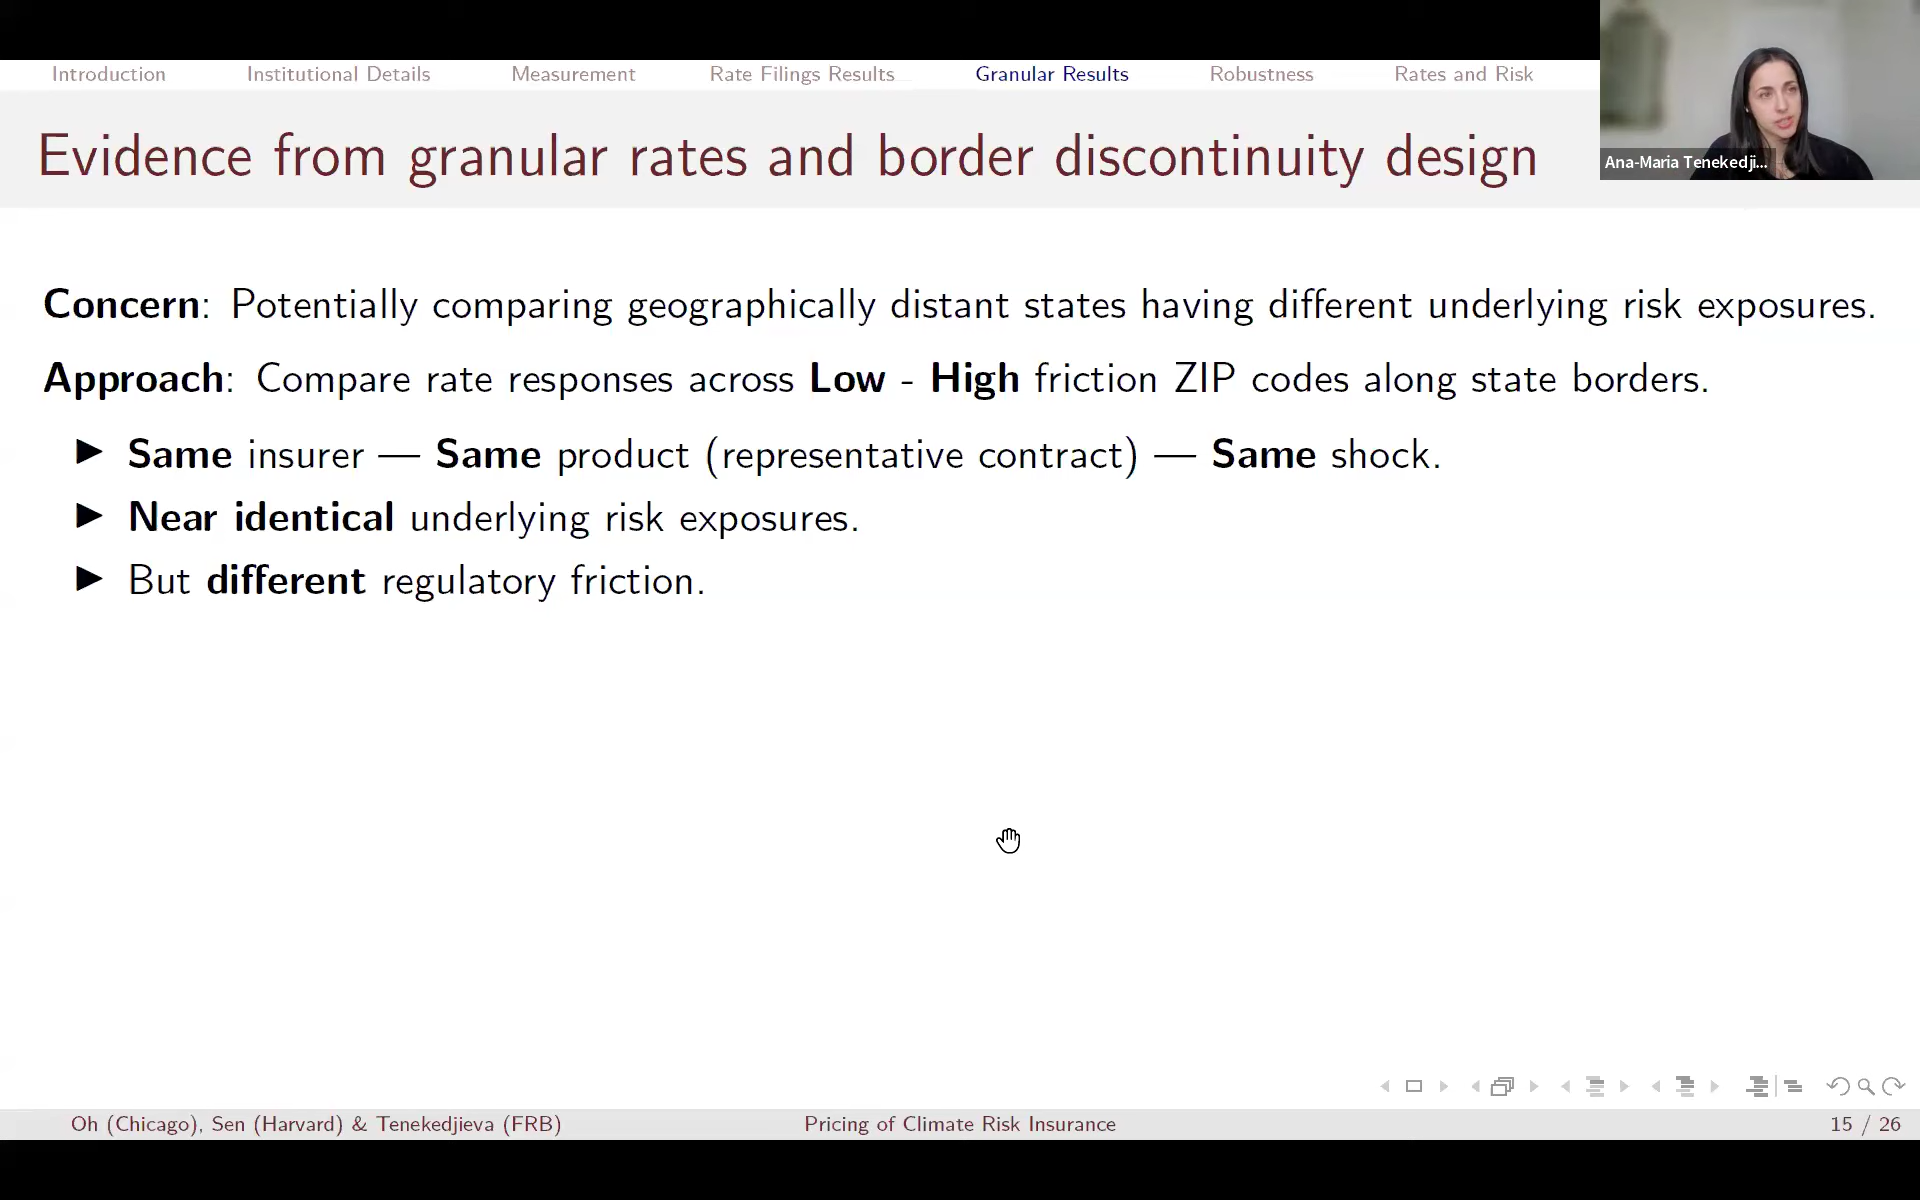 Introduction Institutional Details Measurement Rate Filings Results Granular Results Robustness Rates and Risk
Evidence from granular rates and border discontinuity design
Ana-Maria Tenekedji...
Concern: Potentially comparing geographically distant states having different underlying risk exposures.
Approach: Compare rate responses across Low - High friction ZIP codes along state borders.
▶ Same insurer — Same product (representative contract) — Same shock.
▶ Near identical underlying risk exposures.
▶ But different regulatory friction.
Oh (Chicago), Sen (Harvard) & Tenekedjieva (FRB) Pricing of Climate Risk Insurance 15 / 26